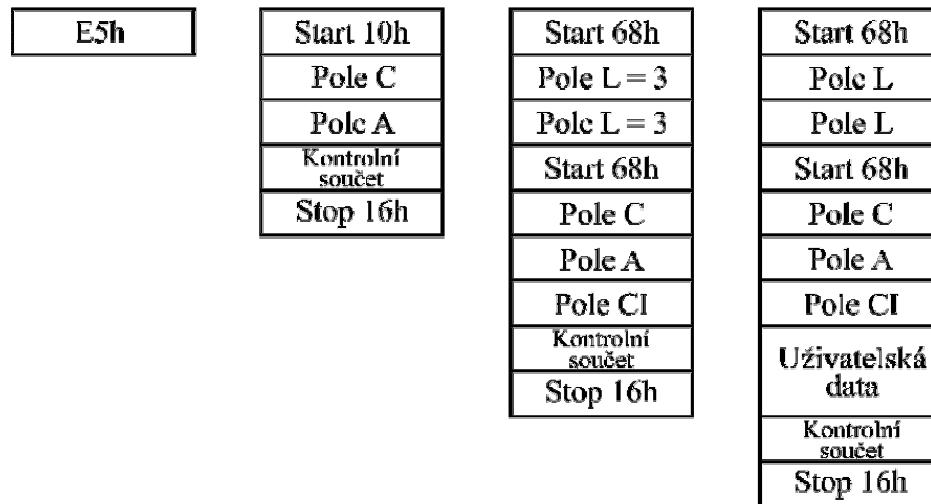 E5h
Start 10h
Pole C
Pole A
Kontrolní
součet
Stop 16h
Start 68h
Pole L = 3
Pole L = 3
Start 68h
Pole C
Pole A
Pole CI
Kontrolní
součet
Stop 16h
Start 68h
Pole L
Pole L
Start 68h
Pole C
Pole A
Pole CI
Uživatelská
data
Kontrolní
součet
Stop 16h